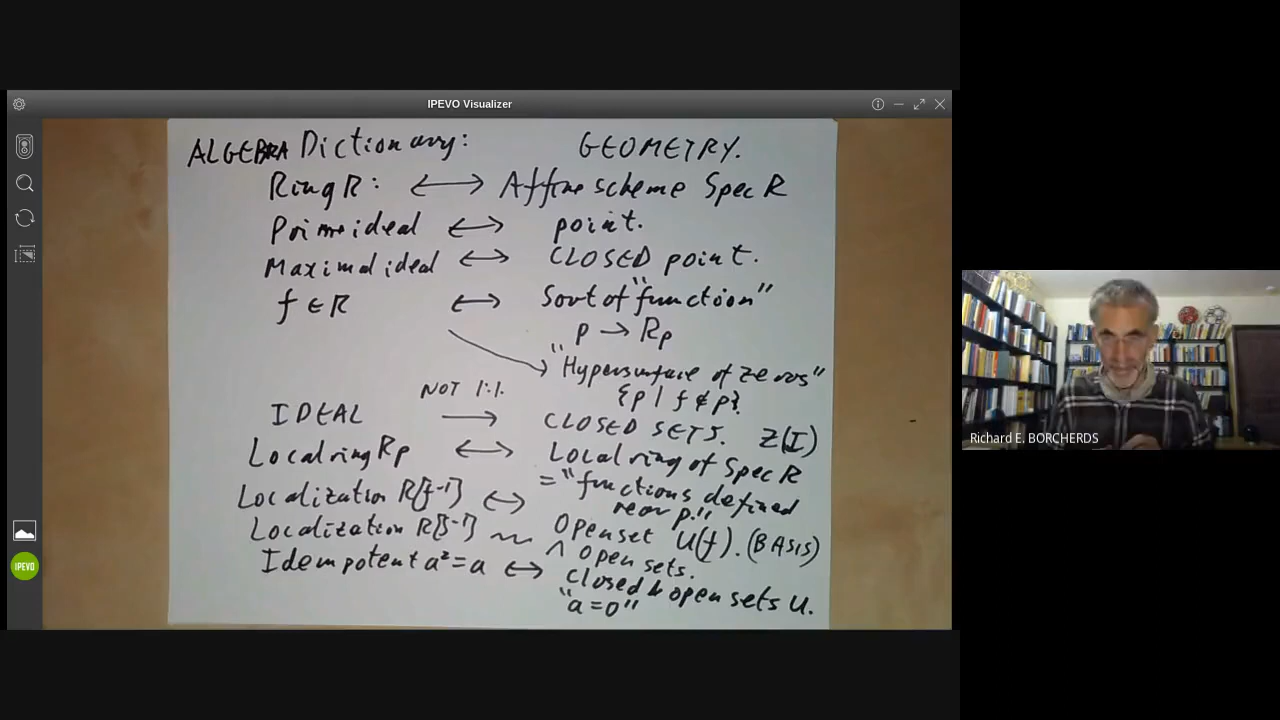 IPEVO Visualizer
ALGEBRA Dictionary: GEOMETRY.
Ring R: ↔ Affine scheme Spec R
Prime ideal ↔ point.
Maximal ideal ↔ CLOSED point.
f ∈ R ↔ Sort of "function"
p → Rp
"Hypersurface of zeros"
{p | f ∉ p}
NOT 1:1.
IDEAL → CLOSED SETS. Z(I)
Local ring Rp ↔ Local ring of Spec R
= "functions defined
near p."
Localization R[f-1] ↔ Open set U(f). (BASIS)
Localization R[S-1] ~ ∩ open sets.
Idempotent a²=a ↔ closed & open sets U.
"a=0"
Richard E. BORCHERDS
IPEVO